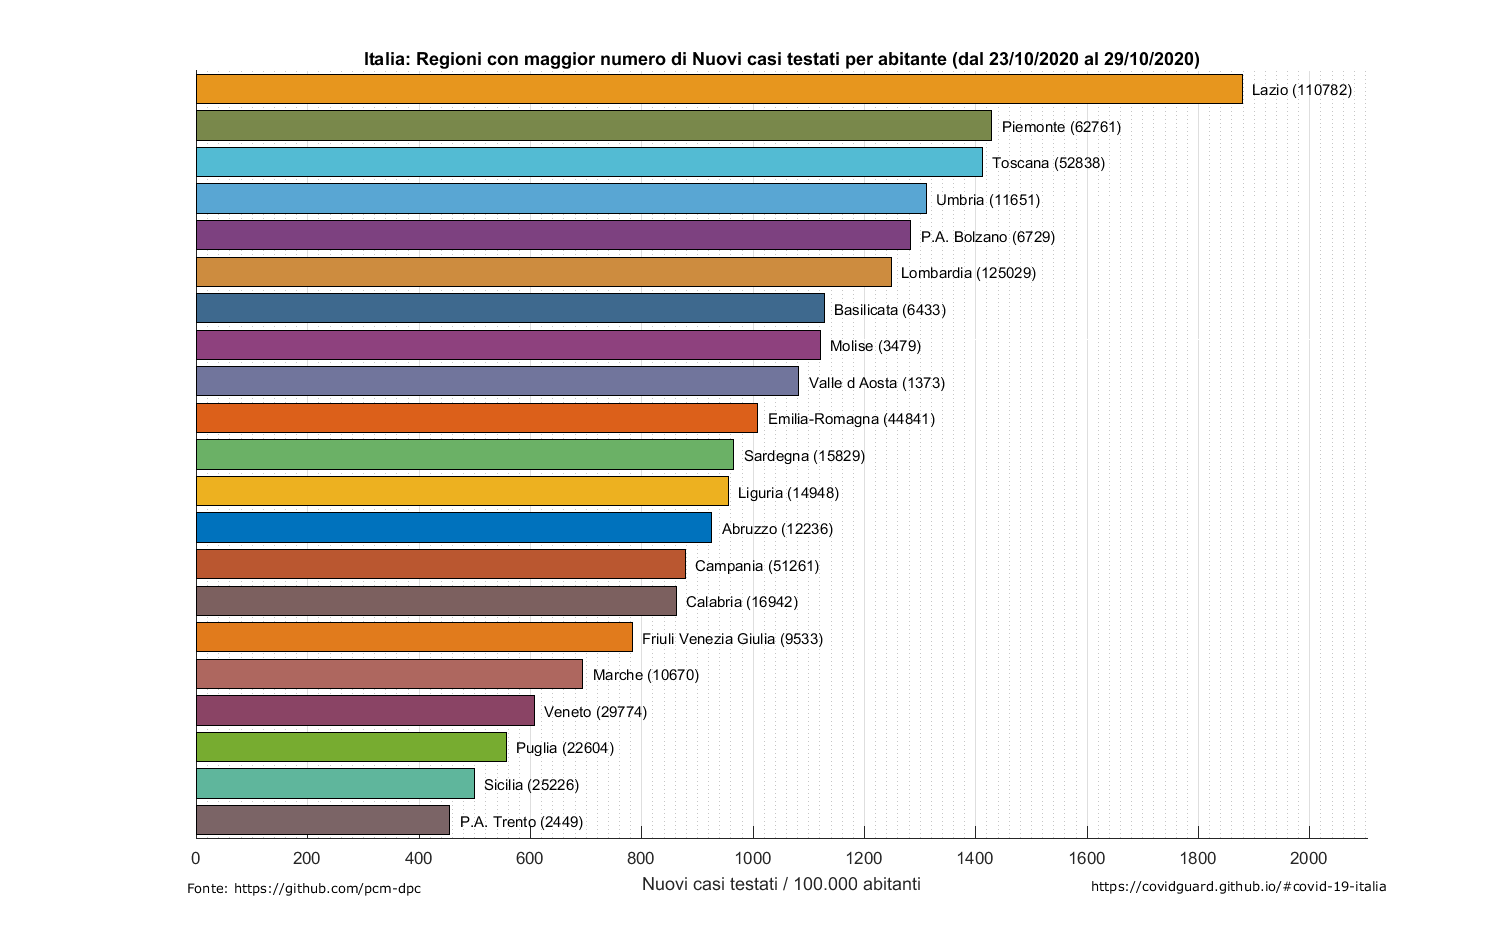 Italia: Regioni con maggior numero di Nuovi casi testati per abitante (dal 23/10/2020 al 29/10/2020)
Lazio (110782)
Piemonte (62761)
Toscana (52838)
Umbria (11651)
P.A. Bolzano (6729)
Lombardia (125029)
Basilicata (6433)
Molise (3479)
Valle d Aosta (1373)
Emilia-Romagna (44841)
Sardegna (15829)
Liguria (14948)
Abruzzo (12236)
Campania (51261)
Calabria (16942)
Friuli Venezia Giulia (9533)
Marche (10670)
Veneto (29774)
Puglia (22604)
Sicilia (25226)
P.A. Trento (2449)
0 200 400 600 800 1000 1200 1400 1600 1800 2000
Nuovi casi testati / 100.000 abitanti
Fonte: https://github.com/pcm-dpc
https://covidguard.github.io/#covid-19-italia